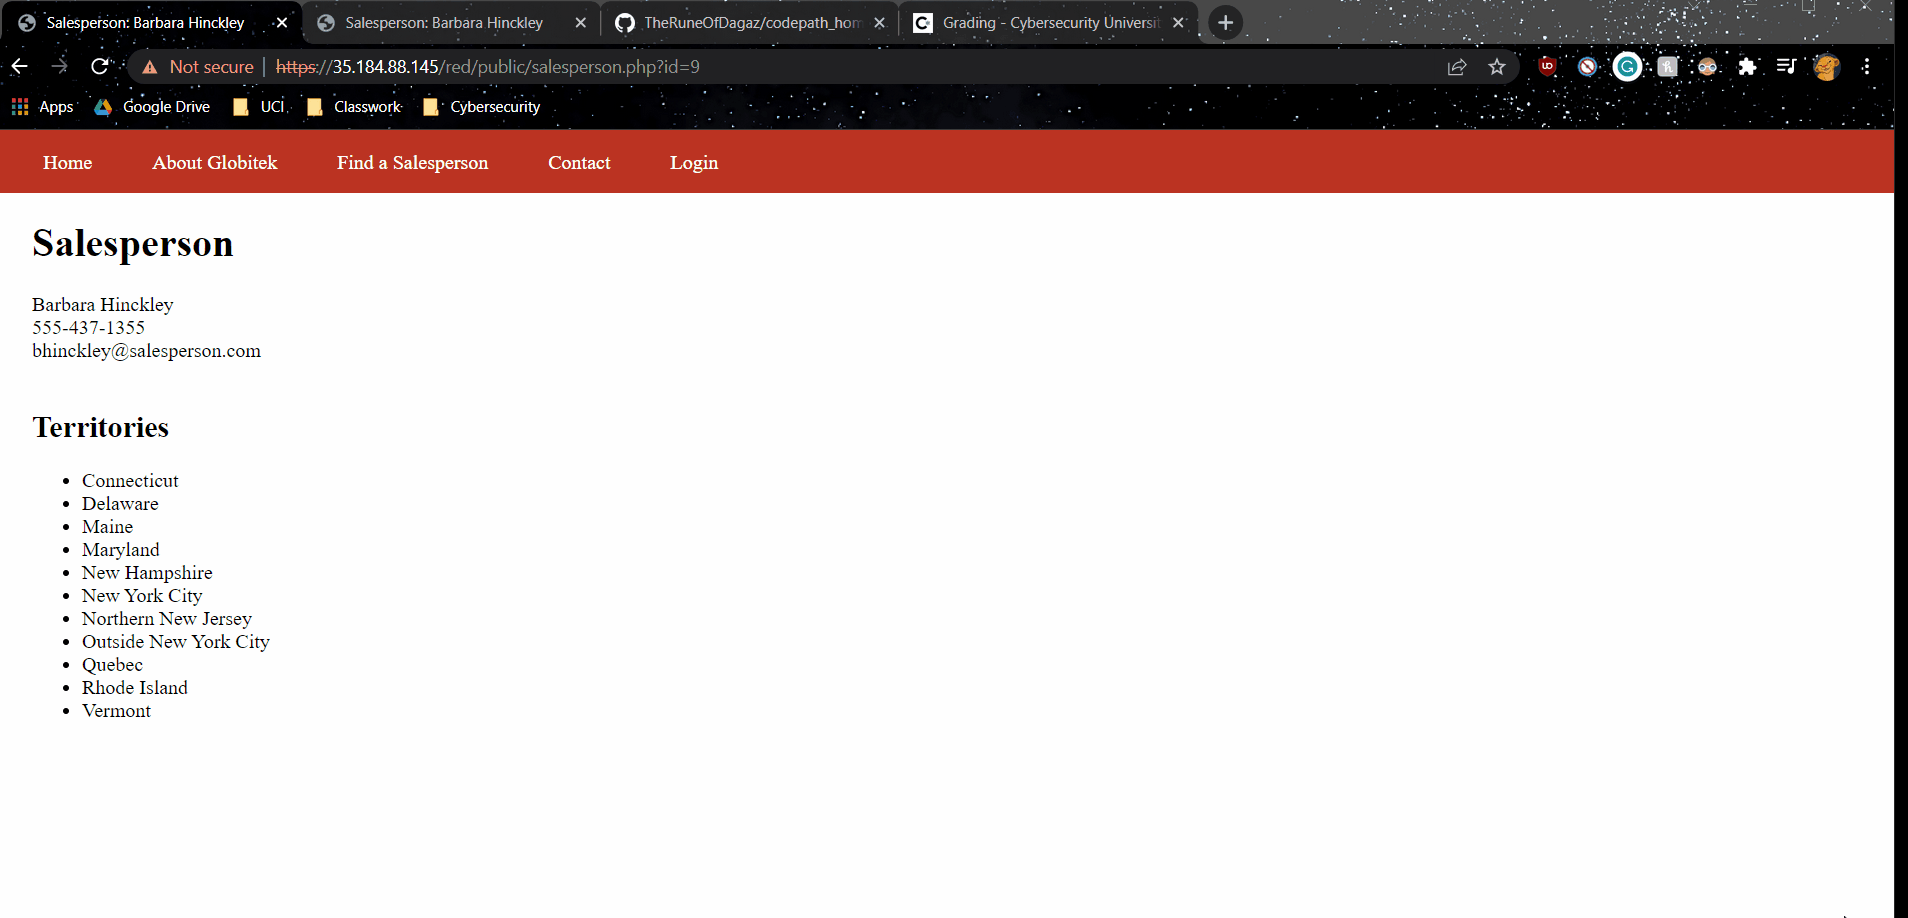 Salesperson: Barbara Hinckley
Salesperson: Barbara Hinckley
TheRuneOfDagaz/codepath_hom
Grading - Cybersecurity Universit
Not secure | https://35.184.88.145/red/public/salesperson.php?id=9
Apps Google Drive UCI Classwork Cybersecurity
Home About Globitek Find a Salesperson Contact Login
Salesperson
Barbara Hinckley
555-437-1355
bhinckley@salesperson.com
Territories
• Connecticut
• Delaware
• Maine
• Maryland
• New Hampshire
• New York City
• Northern New Jersey
• Outside New York City
• Quebec
• Rhode Island
• Vermont